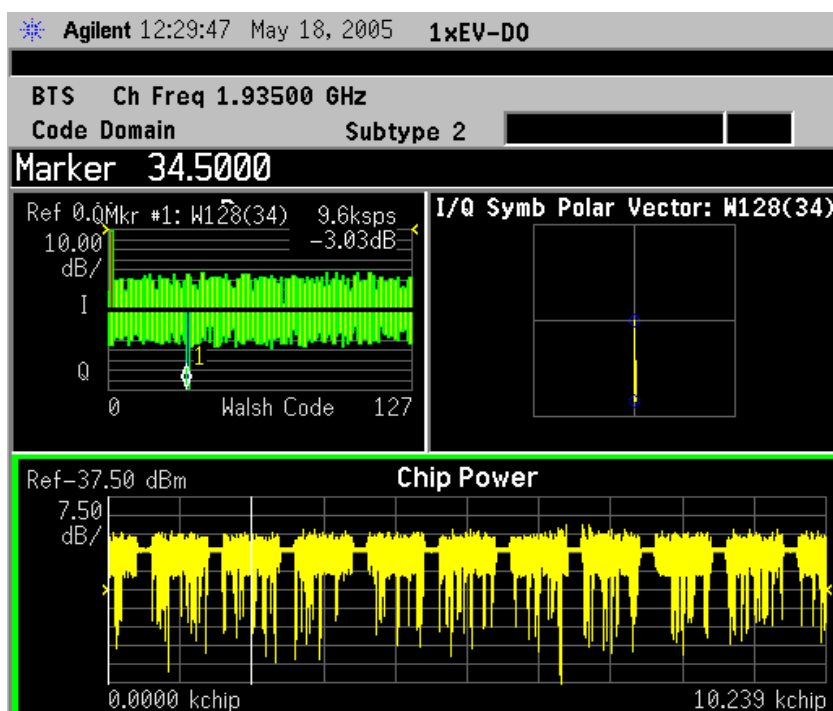 Agilent 12:29:47 May 18, 2005 1xEV-DO
BTS Ch Freq 1.93500 GHz
Code Domain Subtype 2
Marker 34.5000
Mkr #1: W128(34) 9.6ksps
Ref 0.0
-3.03dB
10.00
dB/
I
1
Q
0 Walsh Code 127
I/Q Symb Polar Vector: W128(34)
Ref-37.50 dBm Chip Power
7.50
dB/
0.0000 kchip 10.239 kchip